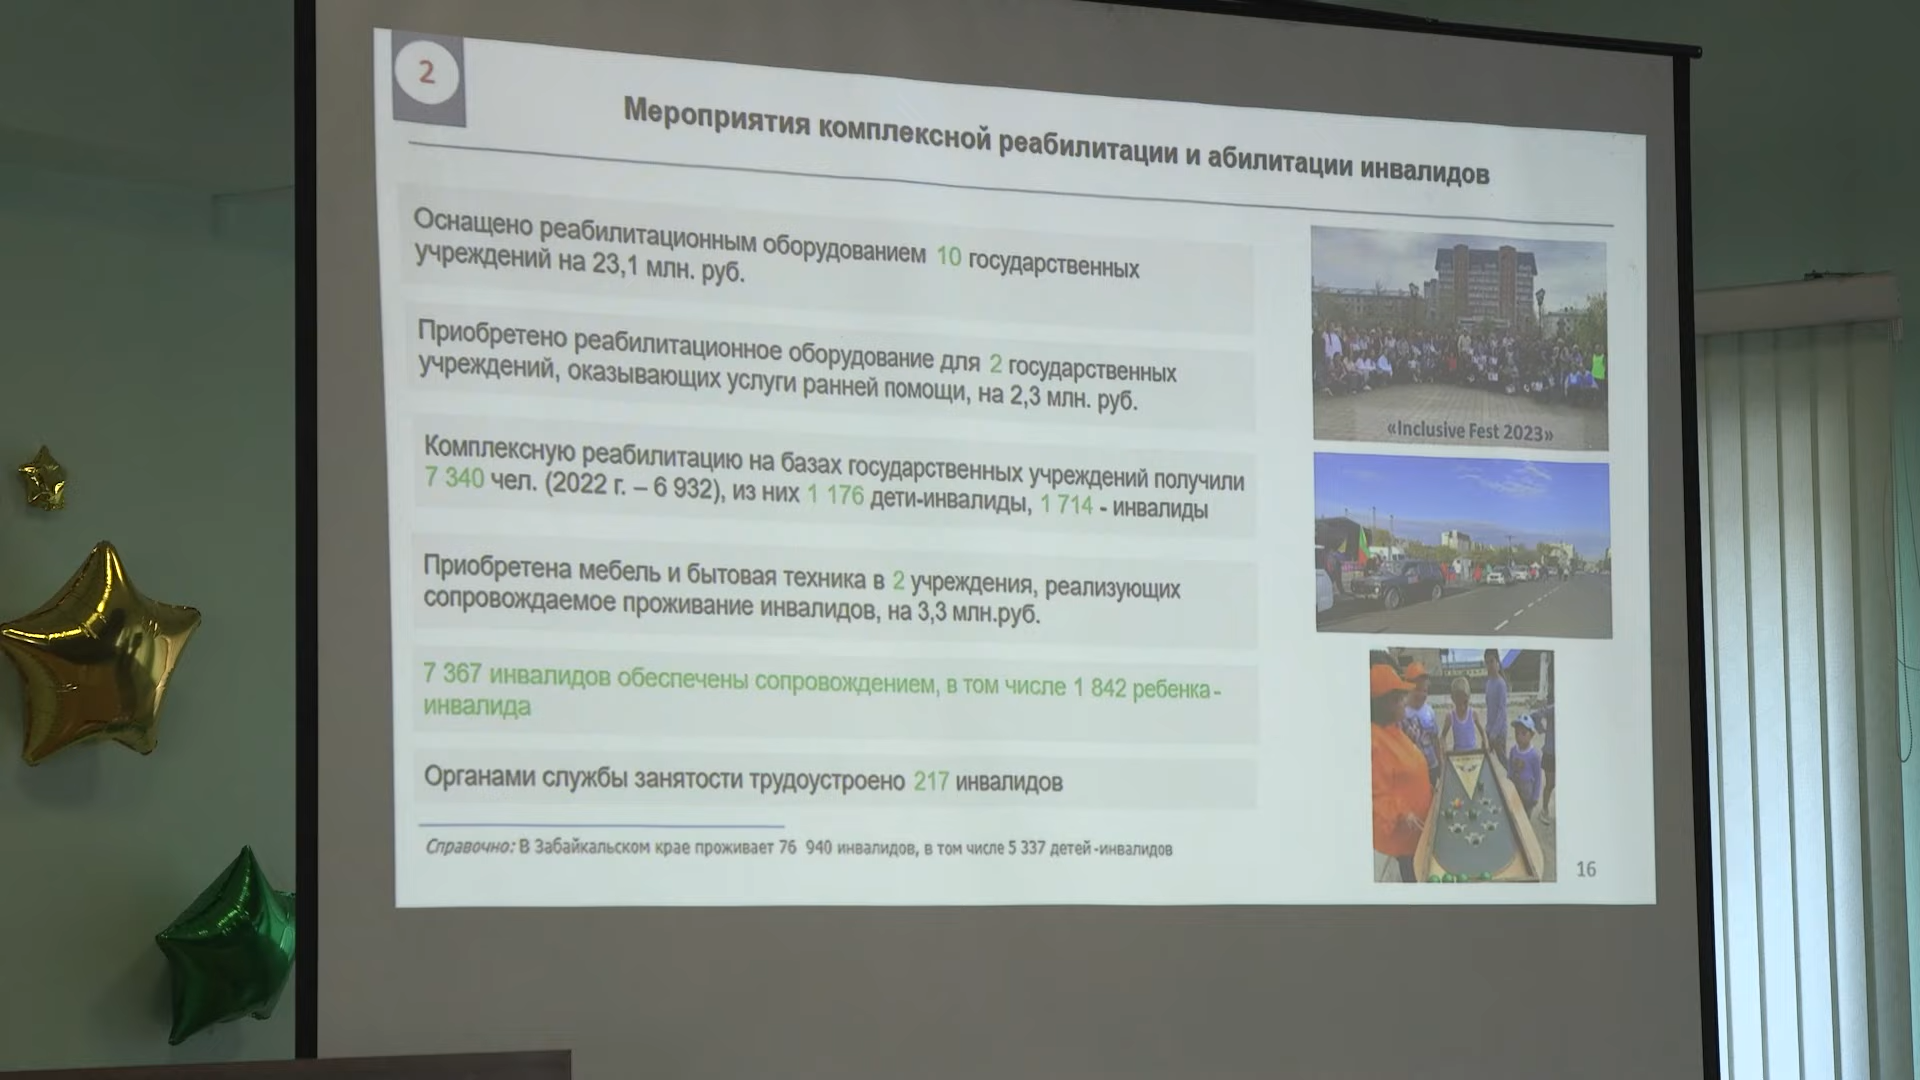 2
Мероприятия комплексной реабилитации и абилитации инвалидов
Оснащено реабилитационным оборудованием 10 государственных
учреждений на 23,1 млн. руб.
Приобретено реабилитационное оборудование для 2 государственных
учреждений, оказывающих услуги ранней помощи, на 2,3 млн. руб.
Комплексную реабилитацию на базах государственных учреждений получили
7 340 чел. (2022 г. – 6 932), из них 1 176 дети-инвалиды, 1 714 - инвалиды
Приобретена мебель и бытовая техника в 2 учреждения, реализующих
сопровождаемое проживание инвалидов, на 3,3 млн.руб.
7 367 инвалидов обеспечены сопровождением, в том числе 1 842 ребенка-
инвалида
Органами службы занятости трудоустроено 217 инвалидов
Справочно: В Забайкальском крае проживает 76 940 инвалидов, в том числе 5 337 детей-инвалидов
«Inclusive Fest 2023»
16